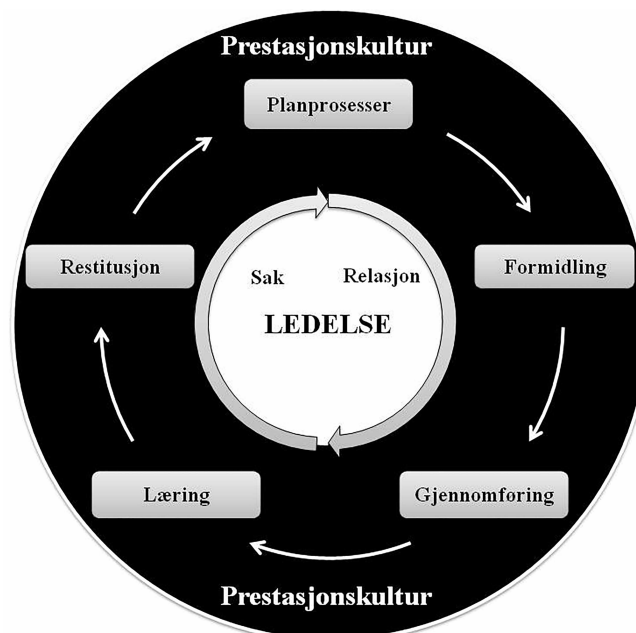 Prestasjonskultur
Planprosesser
Restitusjon
Formidling
Sak
Relasjon
LEDELSE
Læring
Gjennomføring
Prestasjonskultur